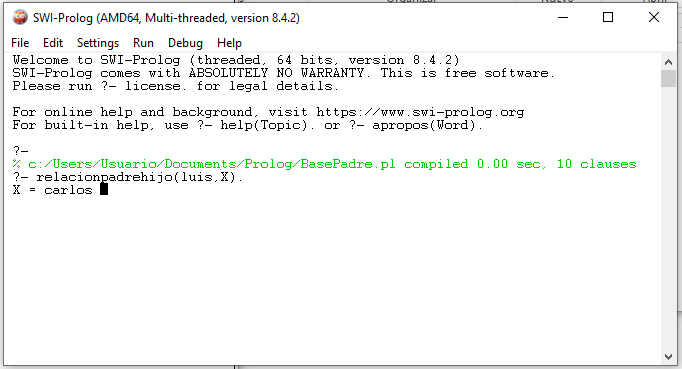 SWI-Prolog (AMD64, Multi-threaded, version 8.4.2)
File Edit Settings Run Debug Help
Welcome to SWI-Prolog (threaded, 64 bits, version 8.4.2)
SWI-Prolog comes with ABSOLUTELY NO WARRANTY. This is free software.
Please run ?- license. for legal details.
For online help and background, visit https://www.swi-prolog.org
For built-in help, use ?- help(Topic). or ?- apropos(Word).
?-
% c:/Users/Usuario/Documents/Prolog/BasePadre.pl compiled 0.00 sec, 10 clauses
?- relacionpadrehijo(luis,X).
X = carlos